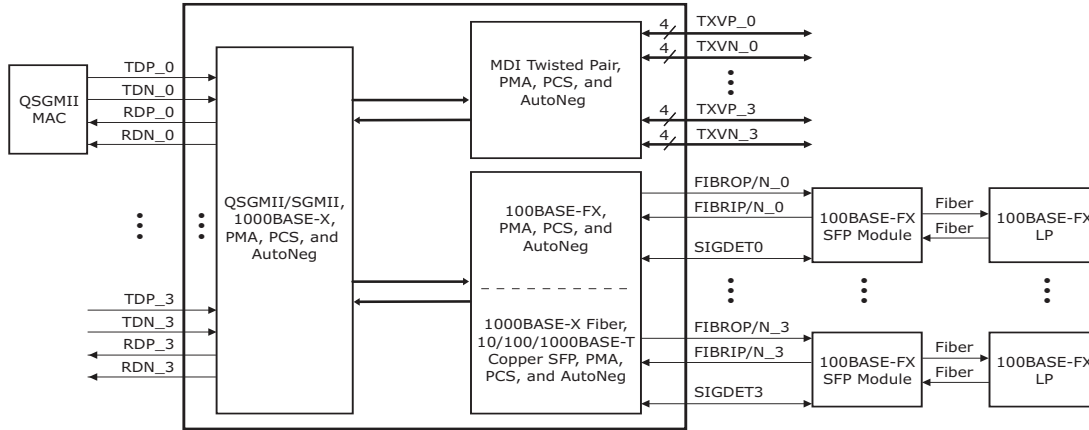 QSGMII
MAC
TDP_0
TDN_0
RDP_0
RDN_0
TDP_3
TDN_3
RDP_3
RDN_3
QSGMII/SGMII,
1000BASE-X,
PMA, PCS, and
AutoNeg
MDI Twisted Pair,
PMA, PCS, and
AutoNeg
4
TXVP_0
4
TXVN_0
4
TXVP_3
4
TXVN_3
100BASE-FX,
PMA, PCS, and
AutoNeg
1000BASE-X Fiber,
10/100/1000BASE-T
Copper SFP, PMA,
PCS, and AutoNeg
FIBROP/N_0
FIBRIP/N_0
SIGDET0
100BASE-FX
SFP Module
Fiber
Fiber
100BASE-FX
LP
FIBROP/N_3
FIBRIP/N_3
SIGDET3
100BASE-FX
SFP Module
Fiber
Fiber
100BASE-FX
LP